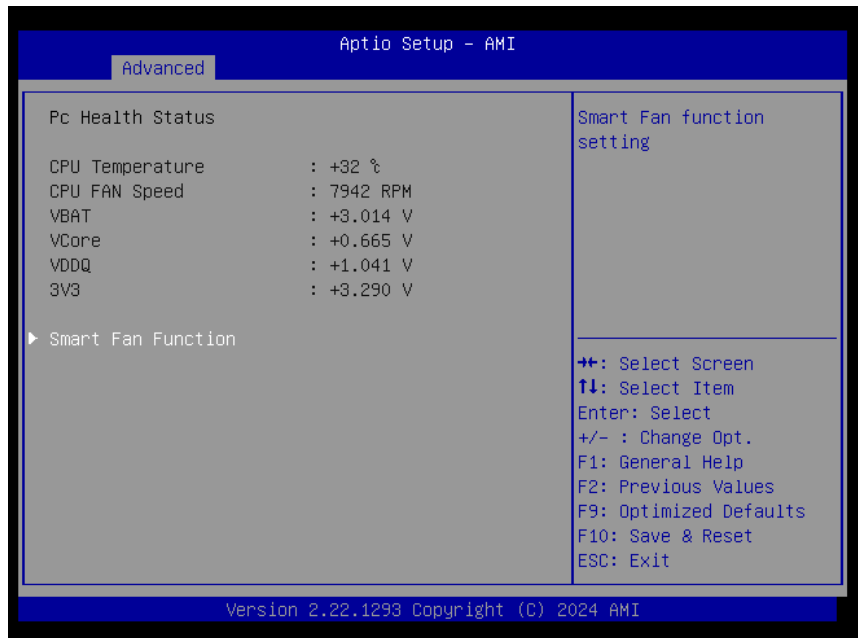 Aptio Setup – AMI
Advanced
Pc Health Status
CPU Temperature : +32 ℃
CPU FAN Speed : 7942 RPM
VBAT : +3.014 V
VCore : +0.665 V
VDDQ : +1.041 V
3V3 : +3.290 V
▶ Smart Fan Function
Smart Fan function
setting
→←: Select Screen
↑↓: Select Item
Enter: Select
+/- : Change Opt.
F1: General Help
F2: Previous Values
F9: Optimized Defaults
F10: Save & Reset
ESC: Exit
Version 2.22.1293 Copyright (C) 2024 AMI